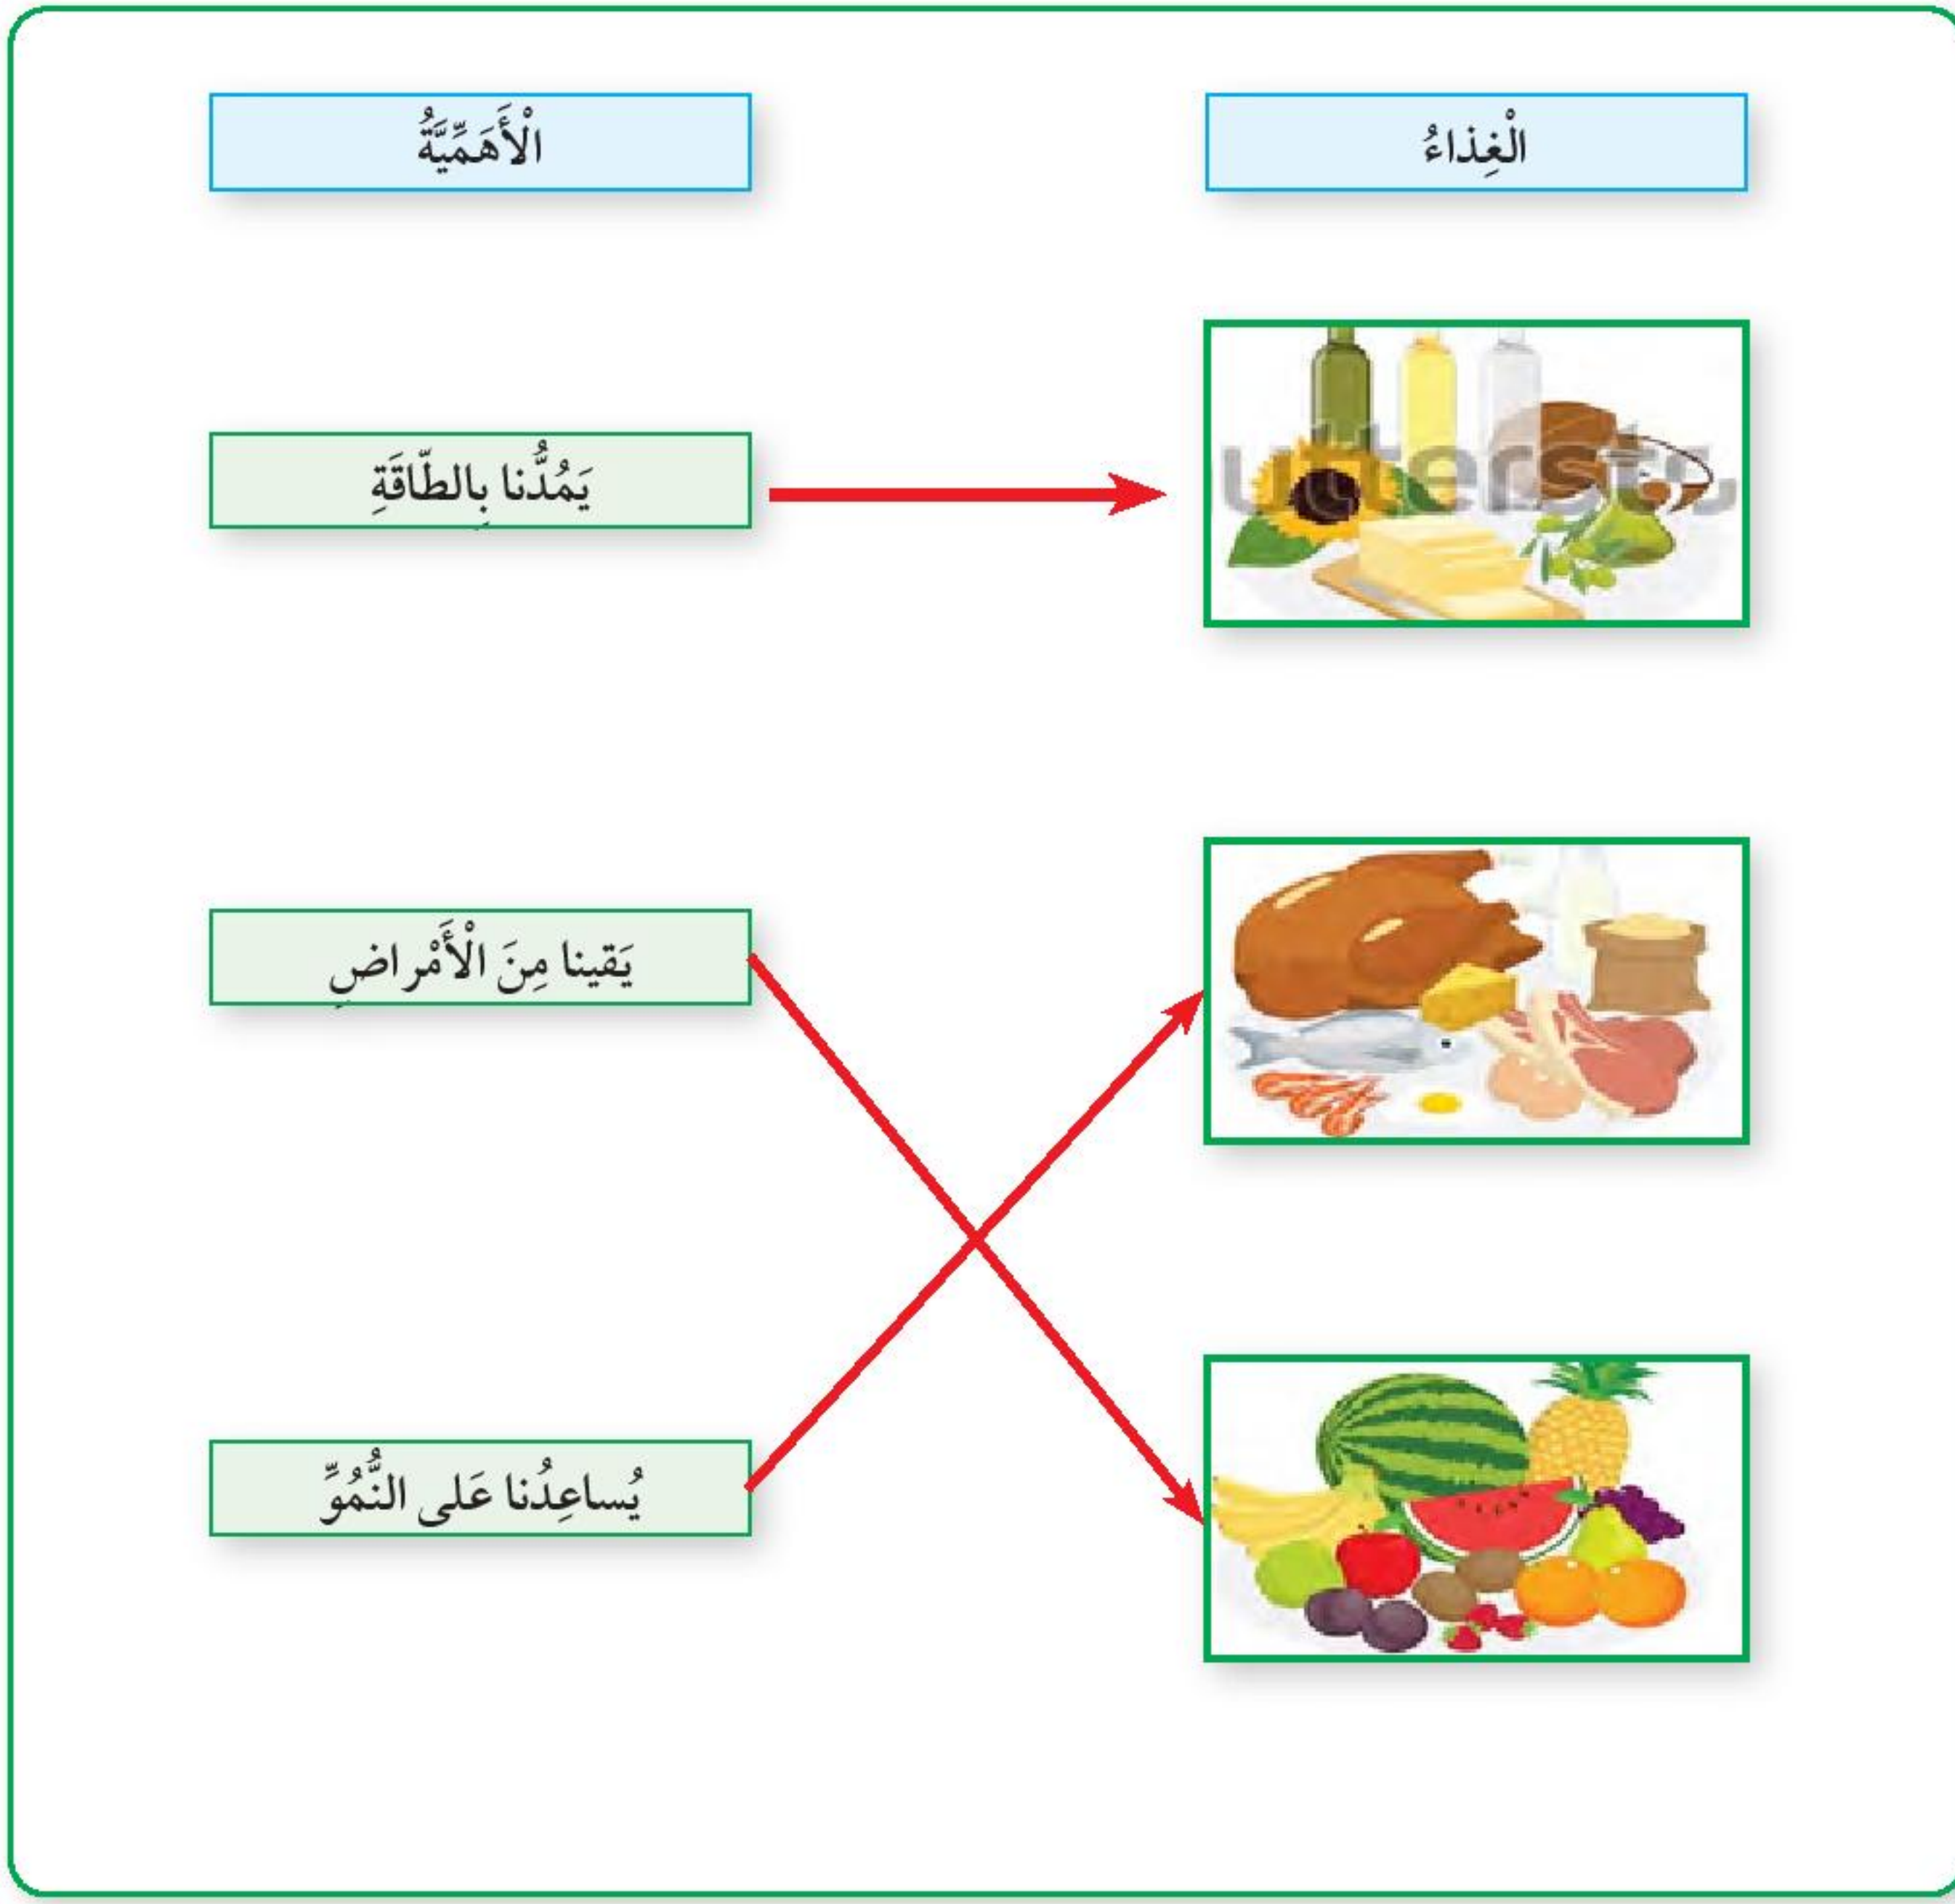 الْغِذاءُ
الْأَهَمِّيَّةُ
يَمُدُّنا بِالطّاقَةِ
يَقينا مِنَ الْأَمْراضِ
يُساعِدُنا عَلى النُّمُوِّ